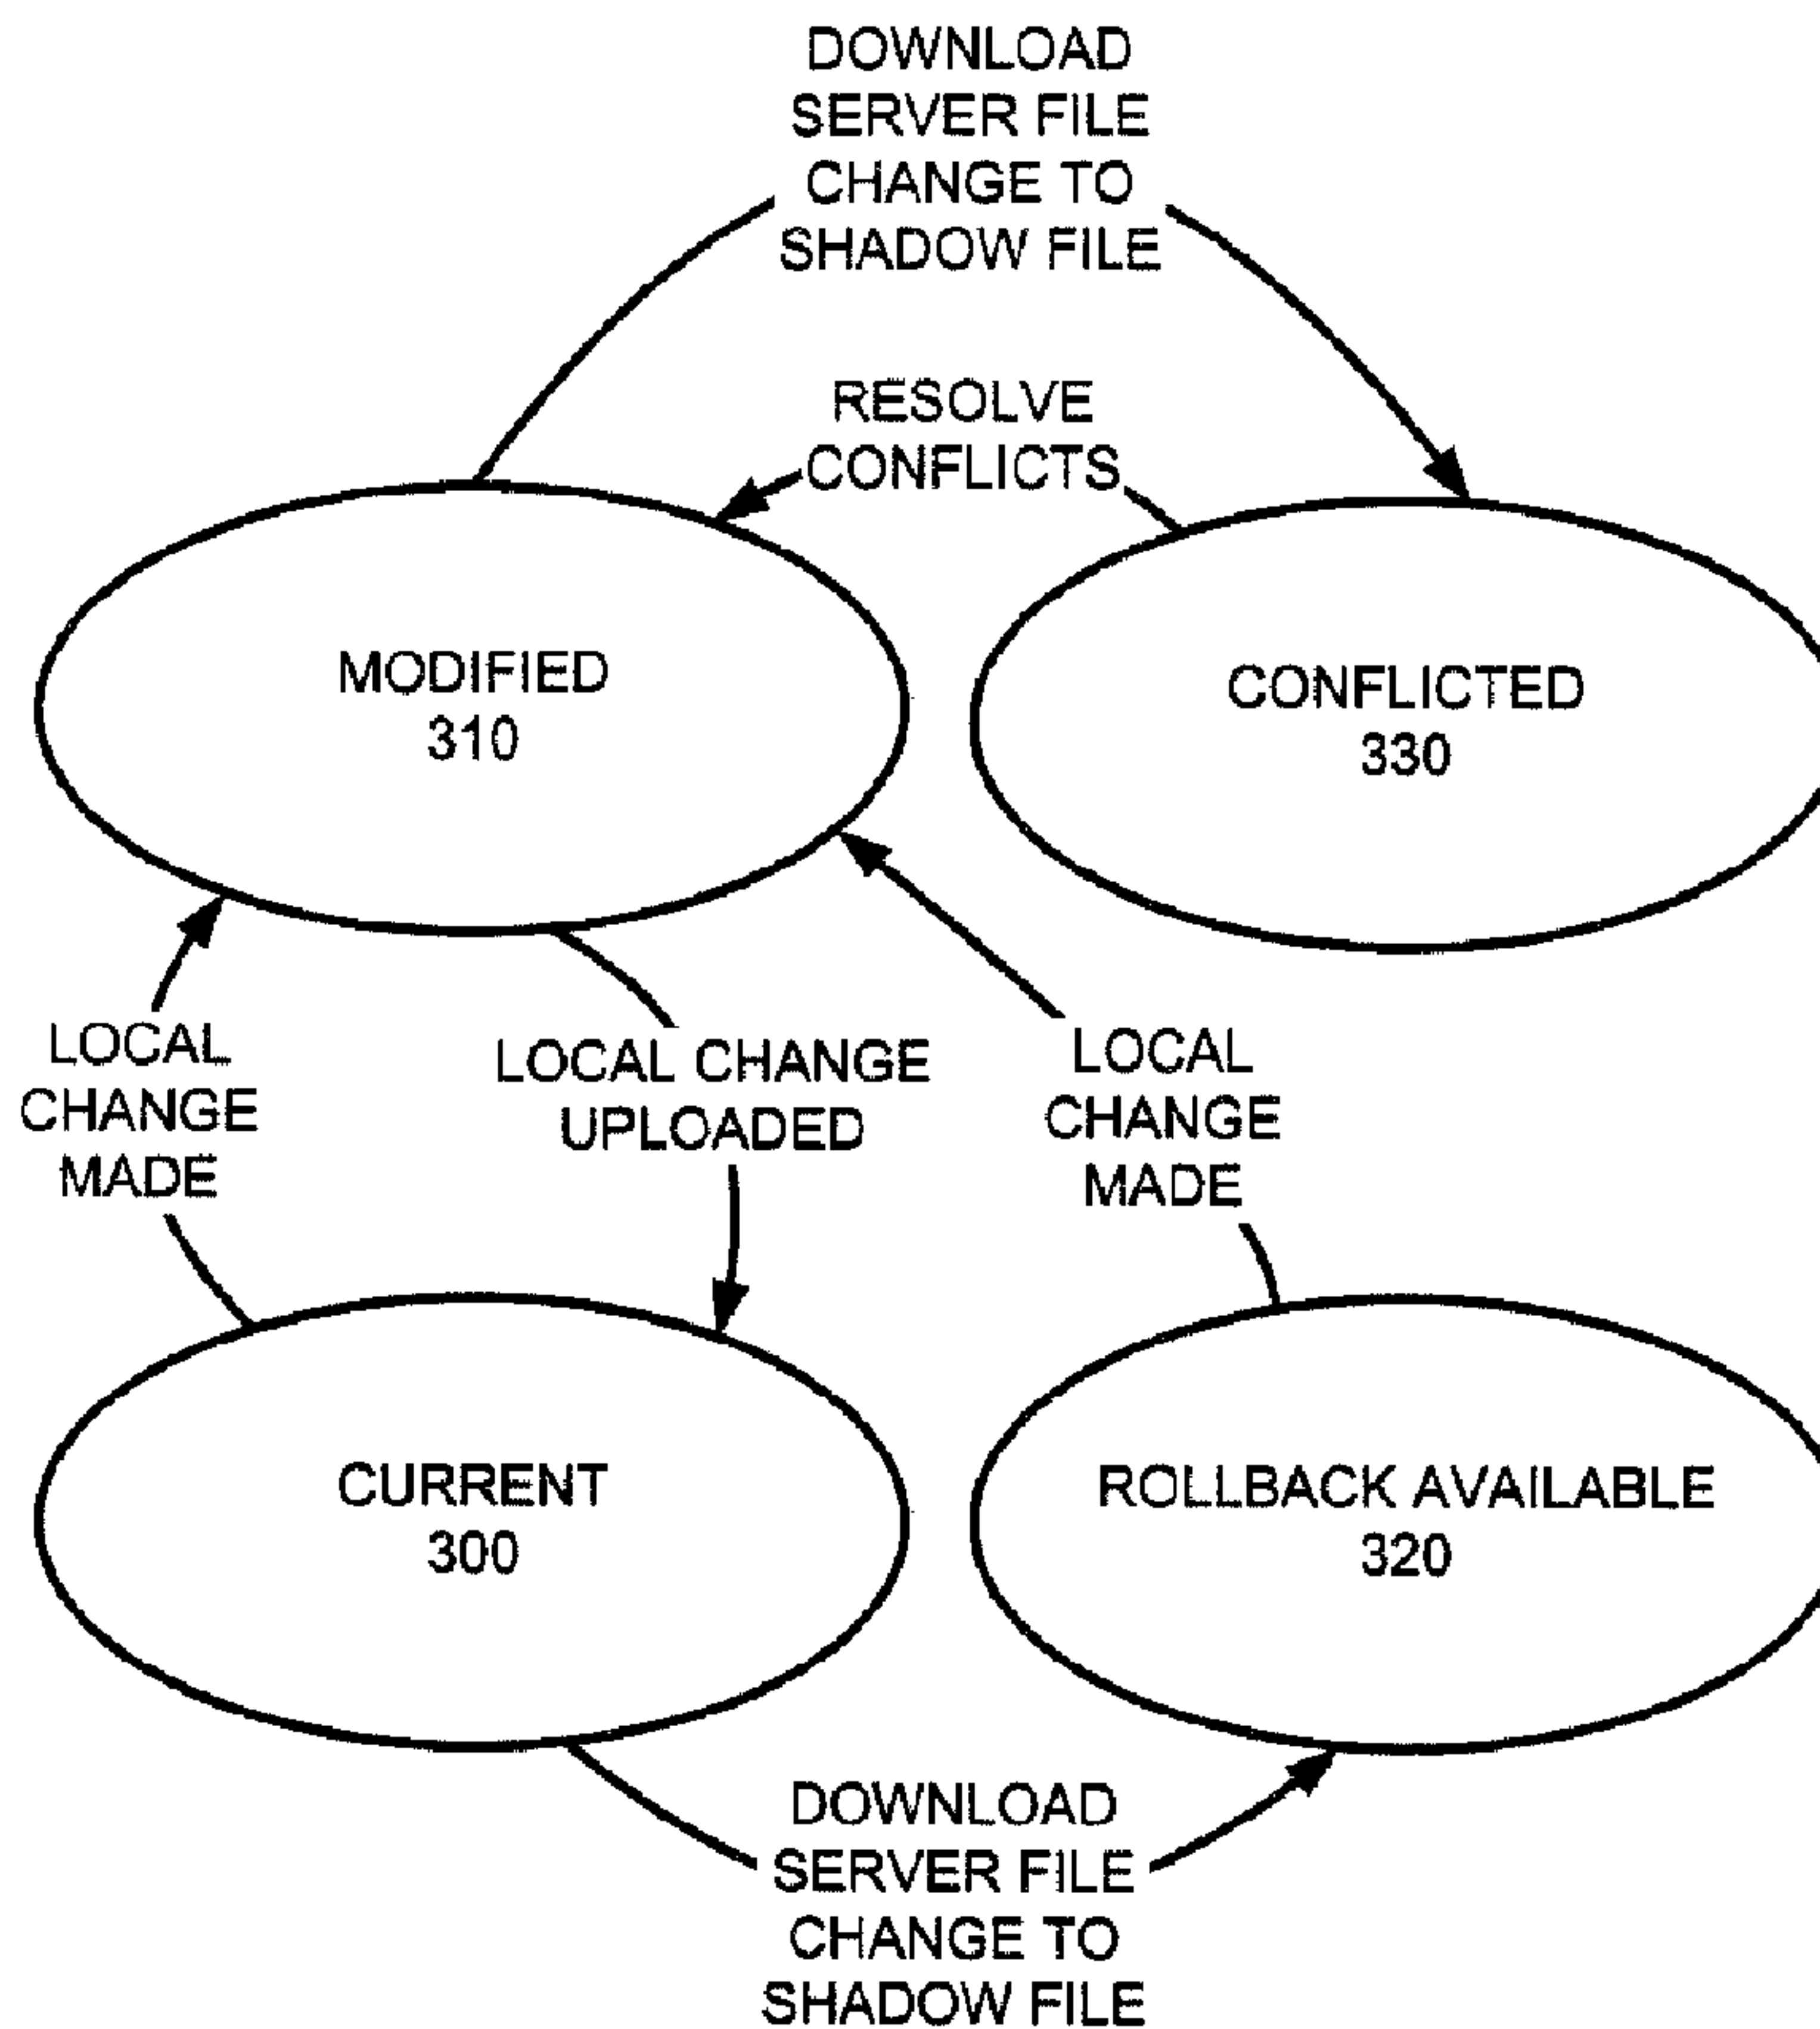 DOWNLOAD
SERVER FILE
CHANGE TO
SHADOW FILE
RESOLVE
CONFLICTS
MODIFIED
310
CONFLICTED
330
LOCAL
CHANGE
MADE
LOCAL CHANGE
UPLOADED
LOCAL
CHANGE
MADE
CURRENT
300
ROLLBACK AVAILABLE
320
DOWNLOAD
SERVER FILE
CHANGE TO
SHADOW FILE